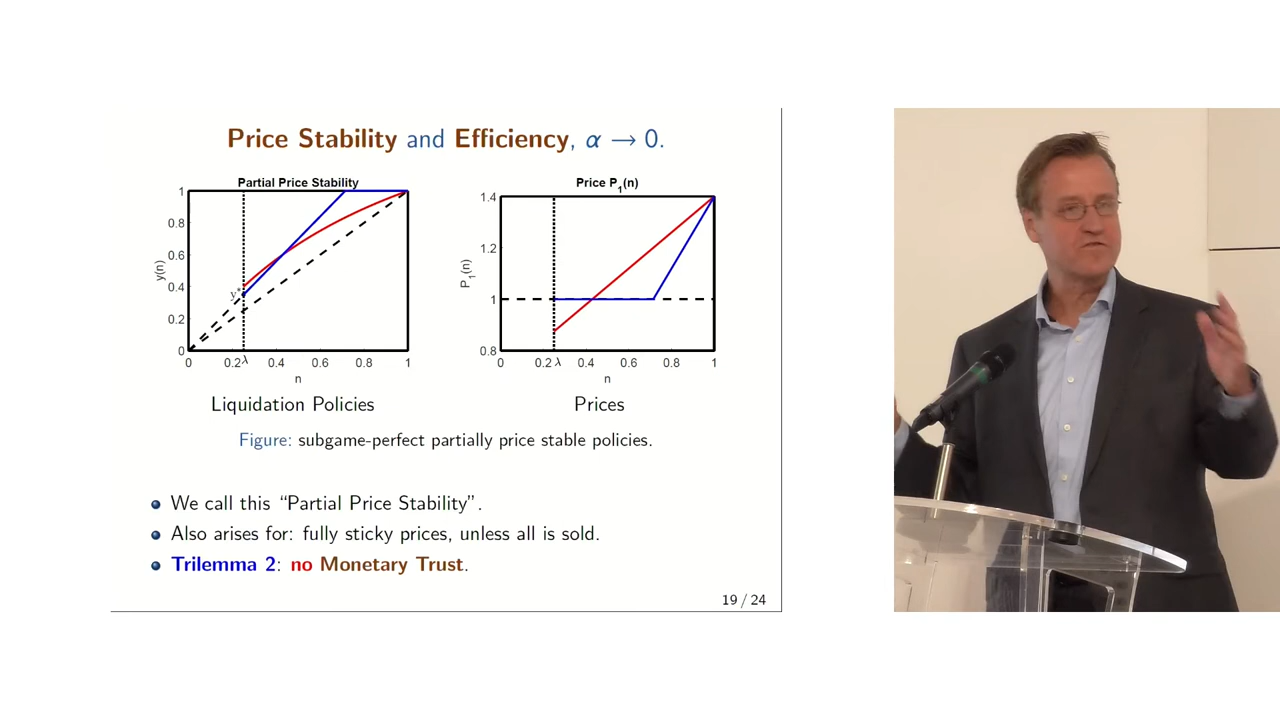 Price Stability and Efficiency, α → 0.
Partial Price Stability
1
0.8
0.6
0.4
y*
0.2
0
y(n)
0 0.2 λ 0.4 0.6 0.8 1
n
Liquidation Policies
Price P1(n)
1.4
1.2
1
0.8
P1(n)
0 0.2 λ 0.4 0.6 0.8 1
n
Prices
Figure: subgame-perfect partially price stable policies.
We call this “Partial Price Stability”.
Also arises for: fully sticky prices, unless all is sold.
Trilemma 2: no Monetary Trust.
19 / 24